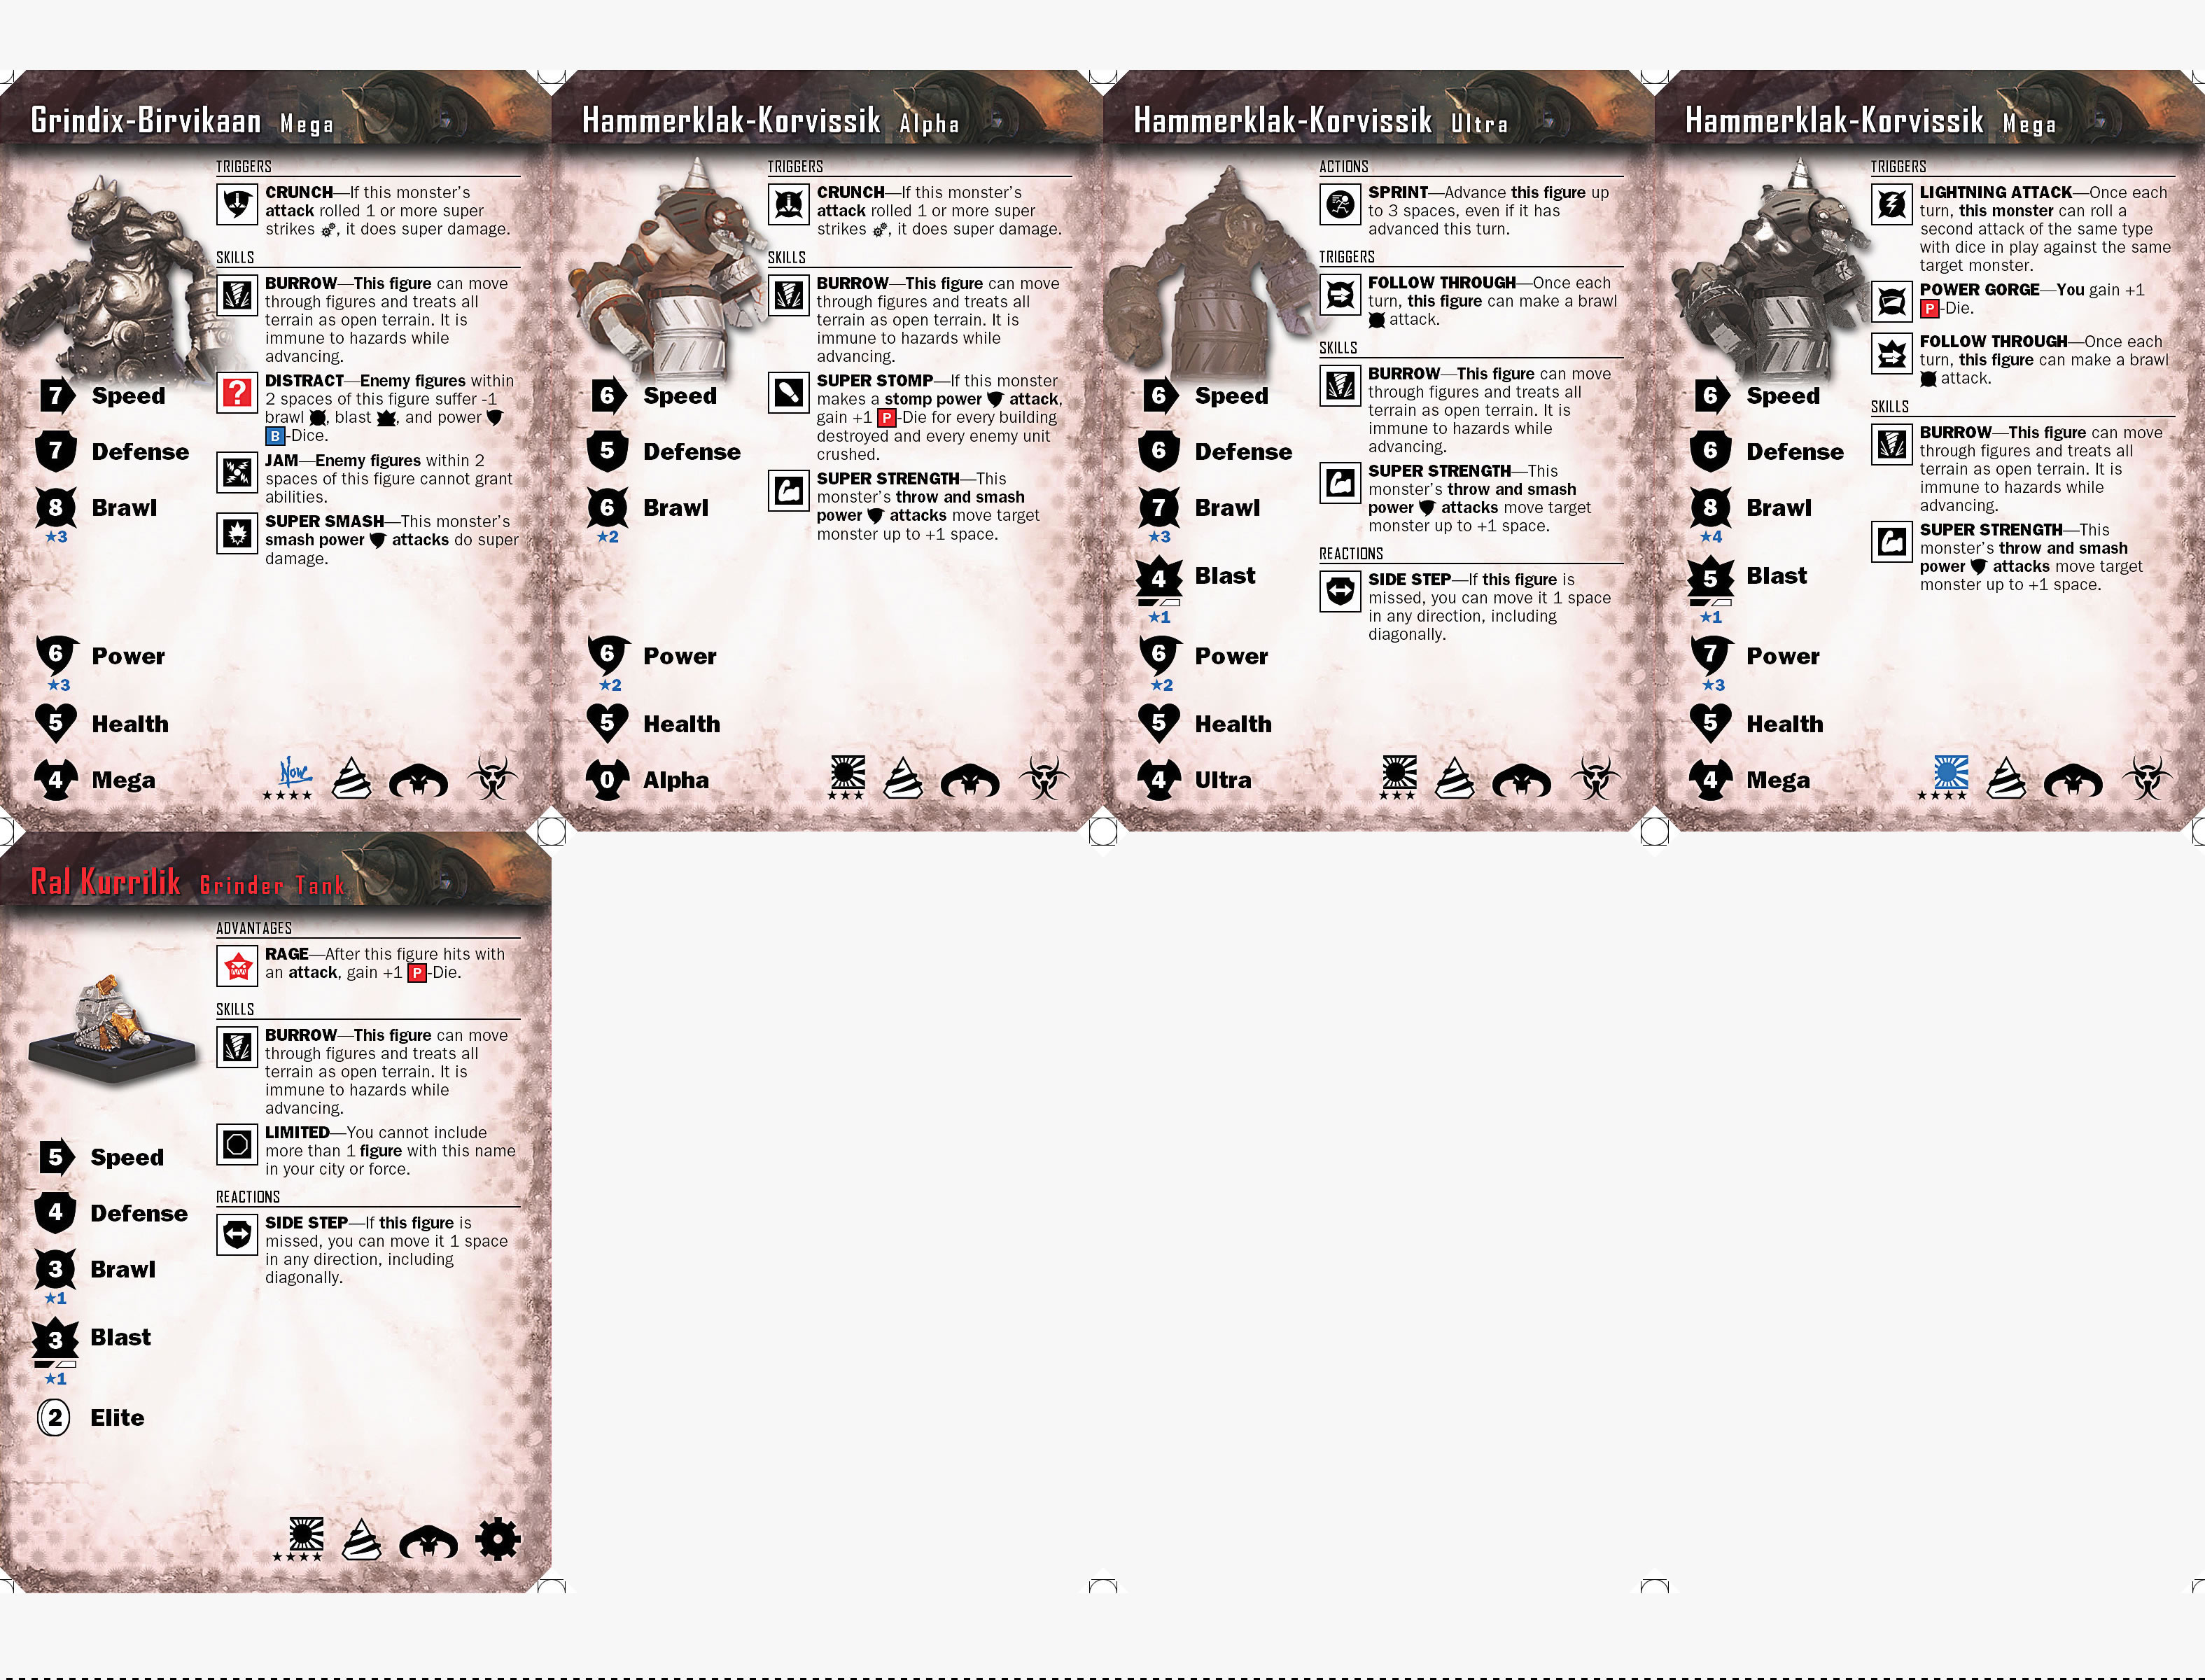 Grindix-Birvikaan Mega
TRIGGERS
CRUNCH—If this monster's
attack rolled 1 or more super
strikes , it does super damage.
SKILLS
BURROW—This figure can move
through figures and treats all
terrain as open terrain. It is
immune to hazards while
advancing.
? DISTRACT—Enemy figures within
2 spaces of this figure suffer -1
brawl , blast , and power
B -Dice.
JAM—Enemy figures within 2
spaces of this figure cannot grant
abilities.
SUPER SMASH—This monster's
smash power attacks do super
damage.
7 Speed
7 Defense
8 Brawl
★3
6 Power
★3
5 Health
4 Mega
Now
★★★★
Hammerklak-Korvissik Alpha
TRIGGERS
CRUNCH—If this monster's
attack rolled 1 or more super
strikes , it does super damage.
SKILLS
BURROW—This figure can move
through figures and treats all
terrain as open terrain. It is
immune to hazards while
advancing.
SUPER STOMP—If this monster
makes a stomp power attack,
gain +1 P -Die for every building
destroyed and every enemy unit
crushed.
SUPER STRENGTH—This
monster's throw and smash
power attacks move target
monster up to +1 space.
6 Speed
5 Defense
6 Brawl
★2
6 Power
★2
5 Health
0 Alpha
★★★
Hammerklak-Korvissik Ultra
ACTIONS
SPRINT—Advance this figure up
to 3 spaces, even if it has
advanced this turn.
TRIGGERS
FOLLOW THROUGH—Once each
turn, this figure can make a brawl
attack.
SKILLS
BURROW—This figure can move
through figures and treats all
terrain as open terrain. It is
immune to hazards while
advancing.
SUPER STRENGTH—This
monster's throw and smash
power attacks move target
monster up to +1 space.
REACTIONS
SIDE STEP—If this figure is
missed, you can move it 1 space
in any direction, including
diagonally.
6 Speed
6 Defense
7 Brawl
★3
4 Blast
★1
6 Power
★2
5 Health
4 Ultra
★★★
Hammerklak-Korvissik Mega
TRIGGERS
LIGHTNING ATTACK—Once each
turn, this monster can roll a
second attack of the same type
with dice in play against the same
target monster.
POWER GORGE—You gain +1
P -Die.
FOLLOW THROUGH—Once each
turn, this figure can make a brawl
attack.
SKILLS
BURROW—This figure can move
through figures and treats all
terrain as open terrain. It is
immune to hazards while
advancing.
SUPER STRENGTH—This
monster's throw and smash
power attacks move target
monster up to +1 space.
6 Speed
6 Defense
8 Brawl
★4
5 Blast
★1
7 Power
★3
5 Health
4 Mega
★★★★
Ral Kurrilik Grinder Tank
ADVANTAGES
RAGE—After this figure hits with
an attack, gain +1 P -Die.
SKILLS
BURROW—This figure can move
through figures and treats all
terrain as open terrain. It is
immune to hazards while
advancing.
LIMITED—You cannot include
more than 1 figure with this name
in your city or force.
REACTIONS
SIDE STEP—If this figure is
missed, you can move it 1 space
in any direction, including
diagonally.
5 Speed
4 Defense
3 Brawl
★1
3 Blast
★1
2 Elite
★★★★